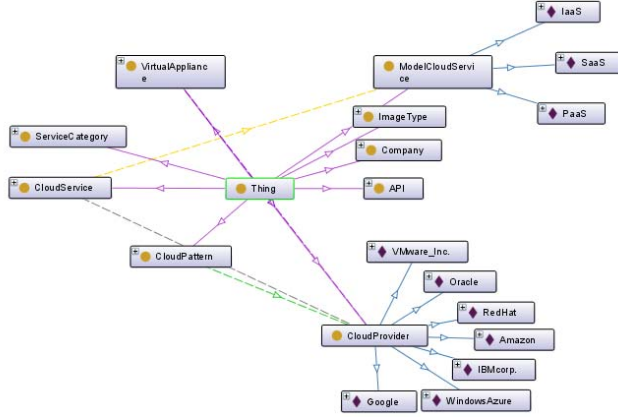 IaaS
VirtualApplianc
e
ModelCloudServi
ce
SaaS
PaaS
ImageType
ServiceCategory
Company
CloudService
Thing
API
CloudPattern
VMware_Inc.
Oracle
RedHat
CloudProvider
Amazon
IBMcorp.
Google
WindowsAzure